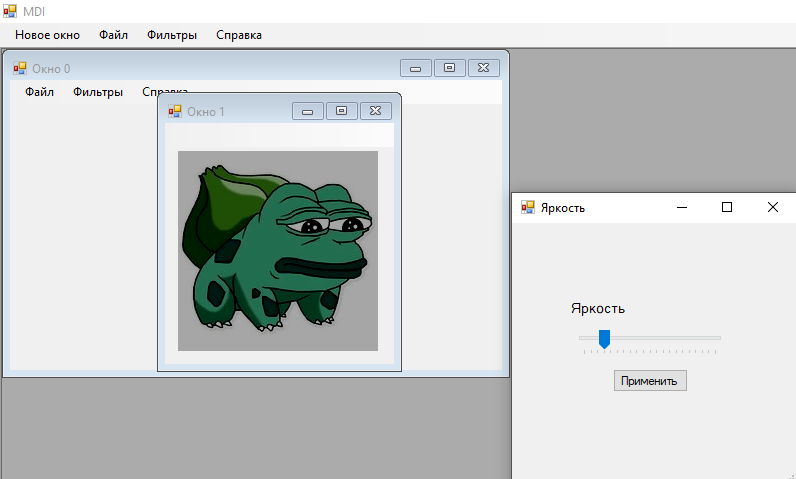 MDI
Новое окно Файл Фильтры Справка
Окно 0
Файл Фильтры Справка
Окно 1
Яркость
Яркость
Применить